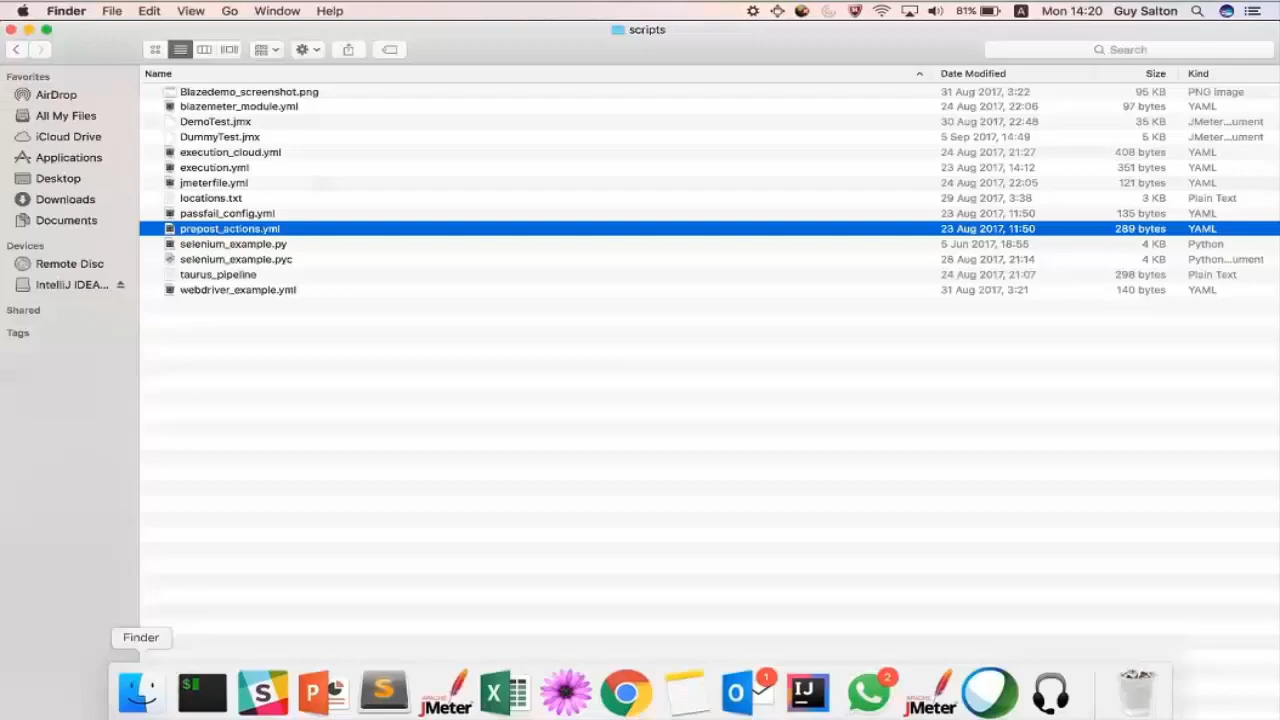 Finder File Edit View Go Window Help 81% A Mon 14:20 Guy Salton
scripts
Search
Favorites
AirDrop
All My Files
iCloud Drive
Applications
Desktop
Downloads
Documents
Devices
Remote Disc
IntelliJ IDEA...
Shared
Tags
Name Date Modified Size Kind
Blazedemo_screenshot.png 31 Aug 2017, 3:22 95 KB PNG image
blazemeter_module.yml 24 Aug 2017, 22:06 97 bytes YAML
DemoTest.jmx 30 Aug 2017, 22:48 35 KB JMeter...ument
DummyTest.jmx 5 Sep 2017, 14:49 5 KB JMeter...ument
execution_cloud.yml 24 Aug 2017, 21:27 408 bytes YAML
execution.yml 23 Aug 2017, 14:12 351 bytes YAML
jmeterfile.yml 24 Aug 2017, 22:05 121 bytes YAML
locations.txt 29 Aug 2017, 3:38 3 KB Plain Text
passfail_config.yml 23 Aug 2017, 11:50 135 bytes YAML
prepost_actions.yml 23 Aug 2017, 11:50 289 bytes YAML
selenium_example.py 5 Jun 2017, 18:55 4 KB Python
selenium_example.pyc 28 Aug 2017, 21:14 4 KB Python...ument
taurus_pipeline 24 Aug 2017, 21:07 298 bytes Plain Text
webdriver_example.yml 31 Aug 2017, 3:21 140 bytes YAML
Finder
$ S P S APACHE JMeter X O 1 IJ 2 APACHE JMeter